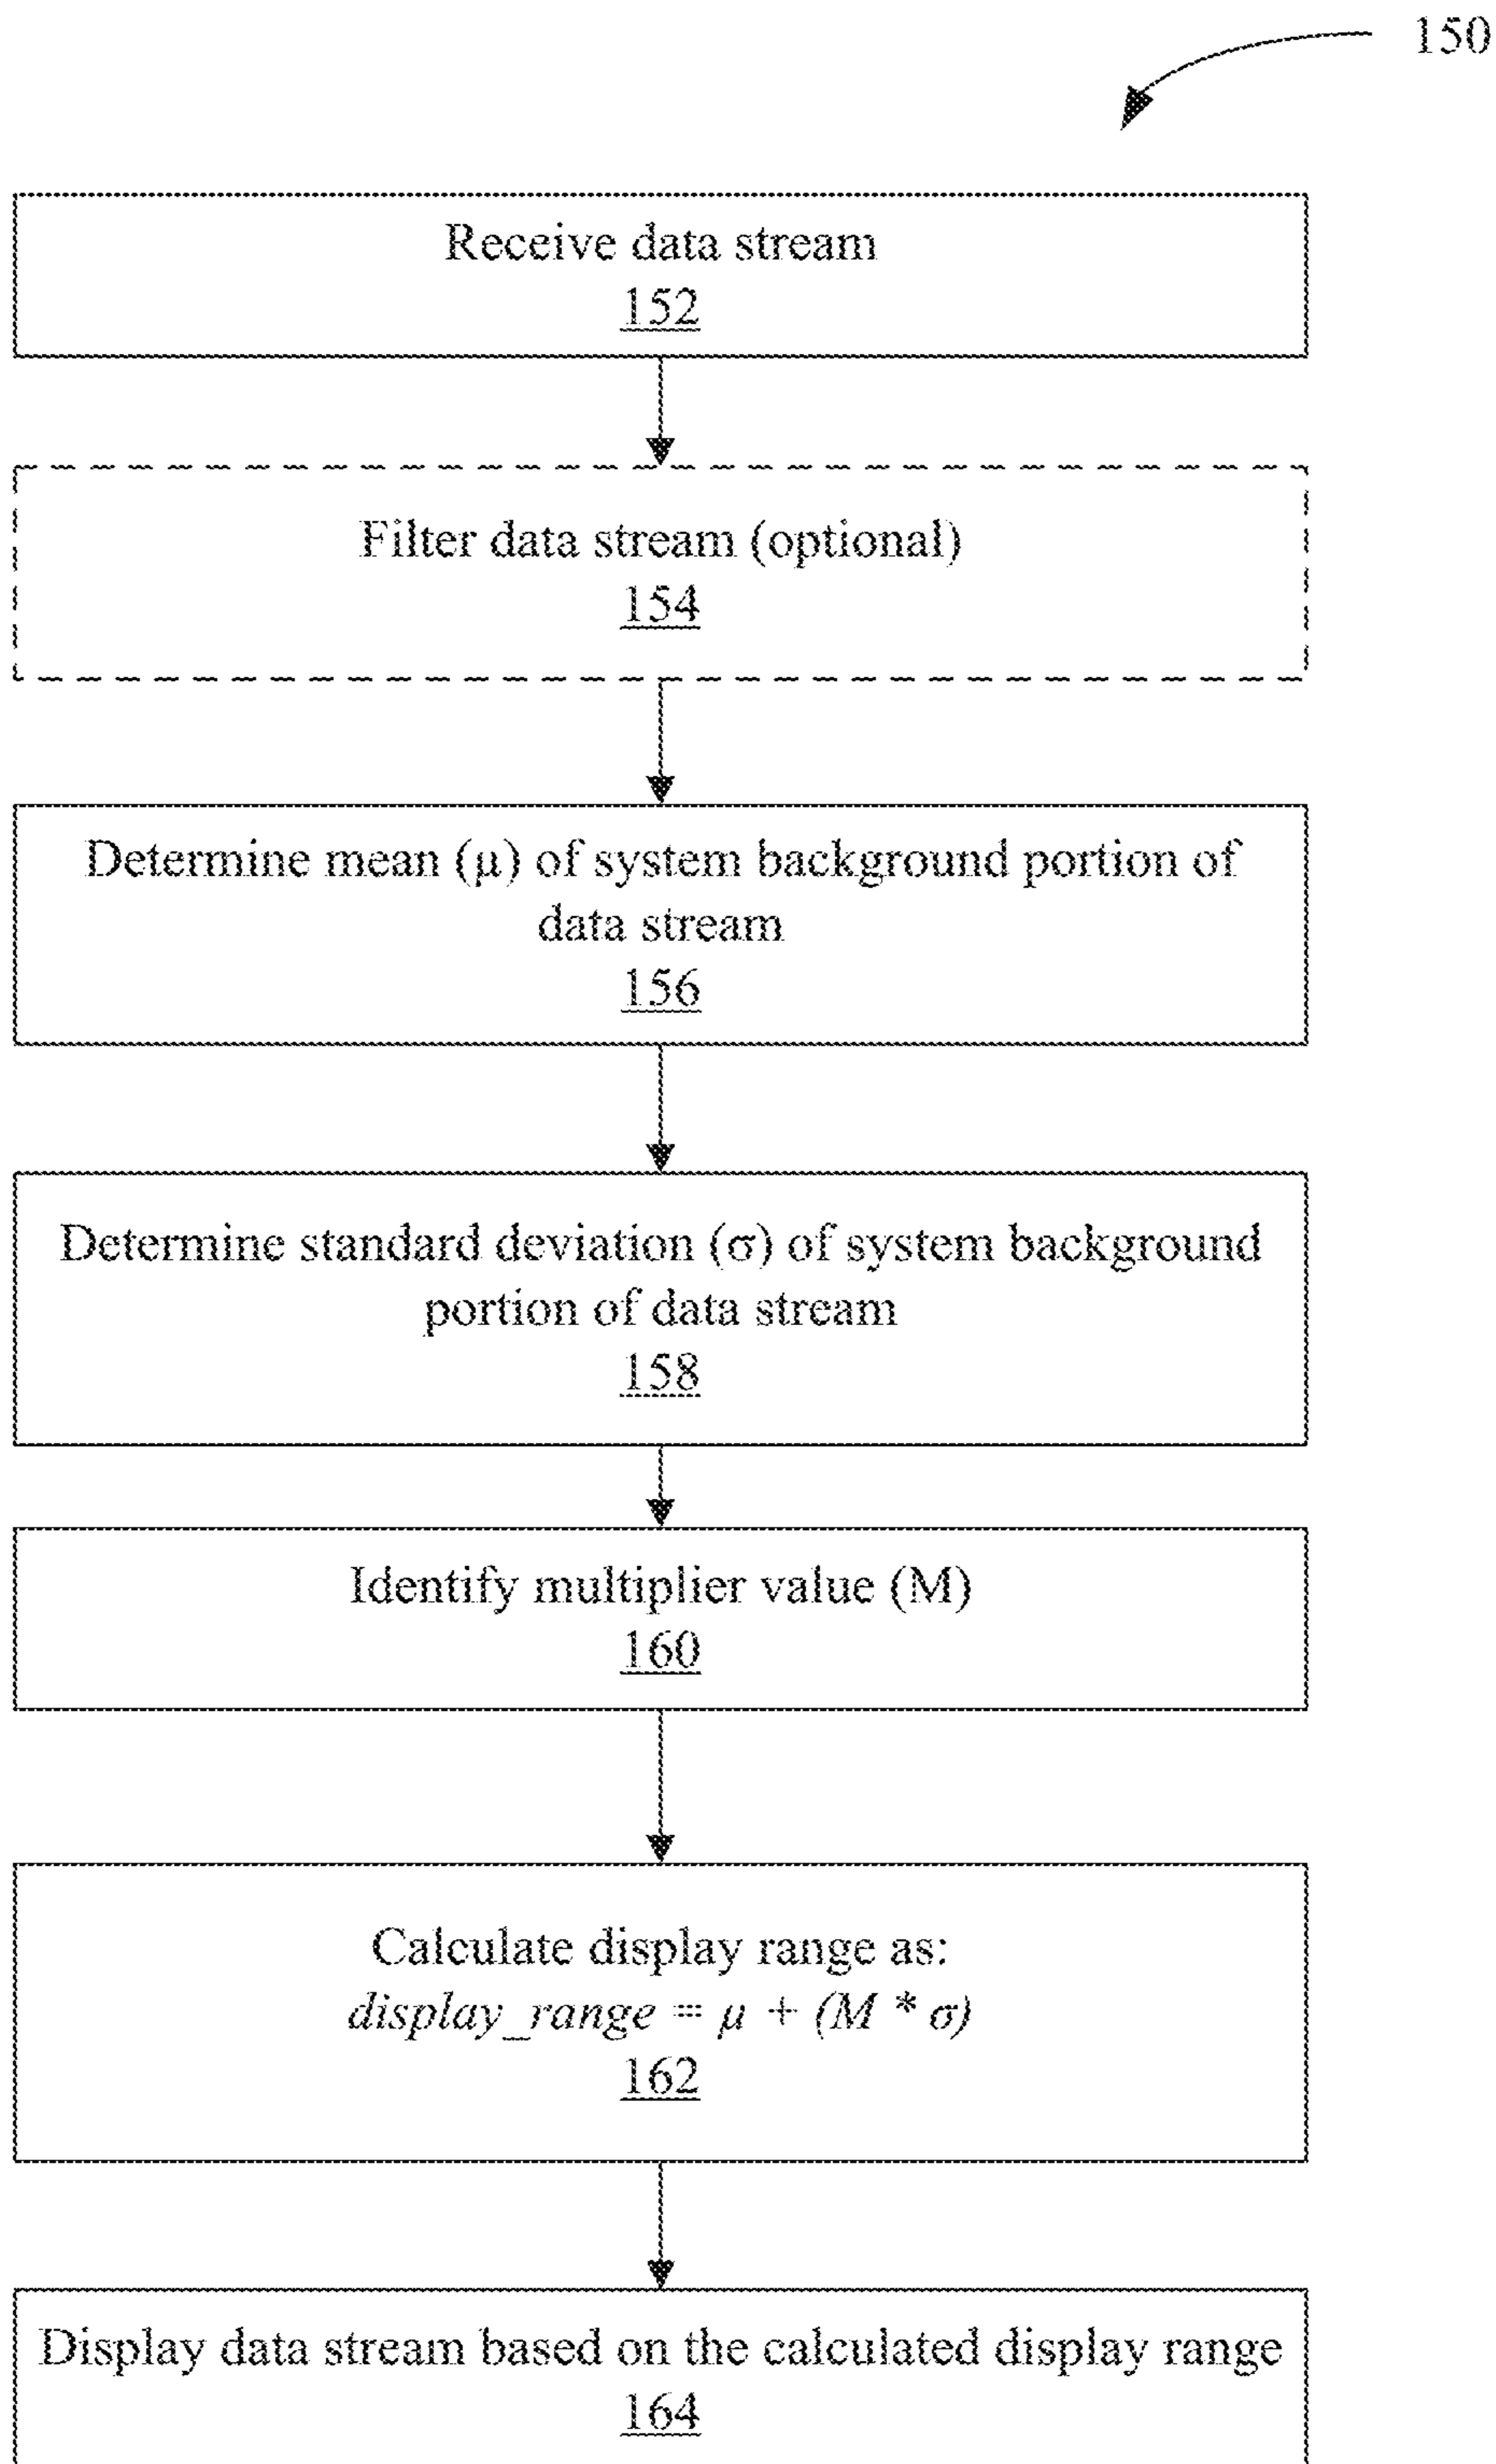 150
Receive data stream
152
Filter data stream (optional)
154
Determine mean (μ) of system background portion of
data stream
156
Determine standard deviation (σ) of system background
portion of data stream
158
Identify multiplier value (M)
160
Calculate display range as:
display_range = μ + (M * σ)
162
Display data stream based on the calculated display range
164